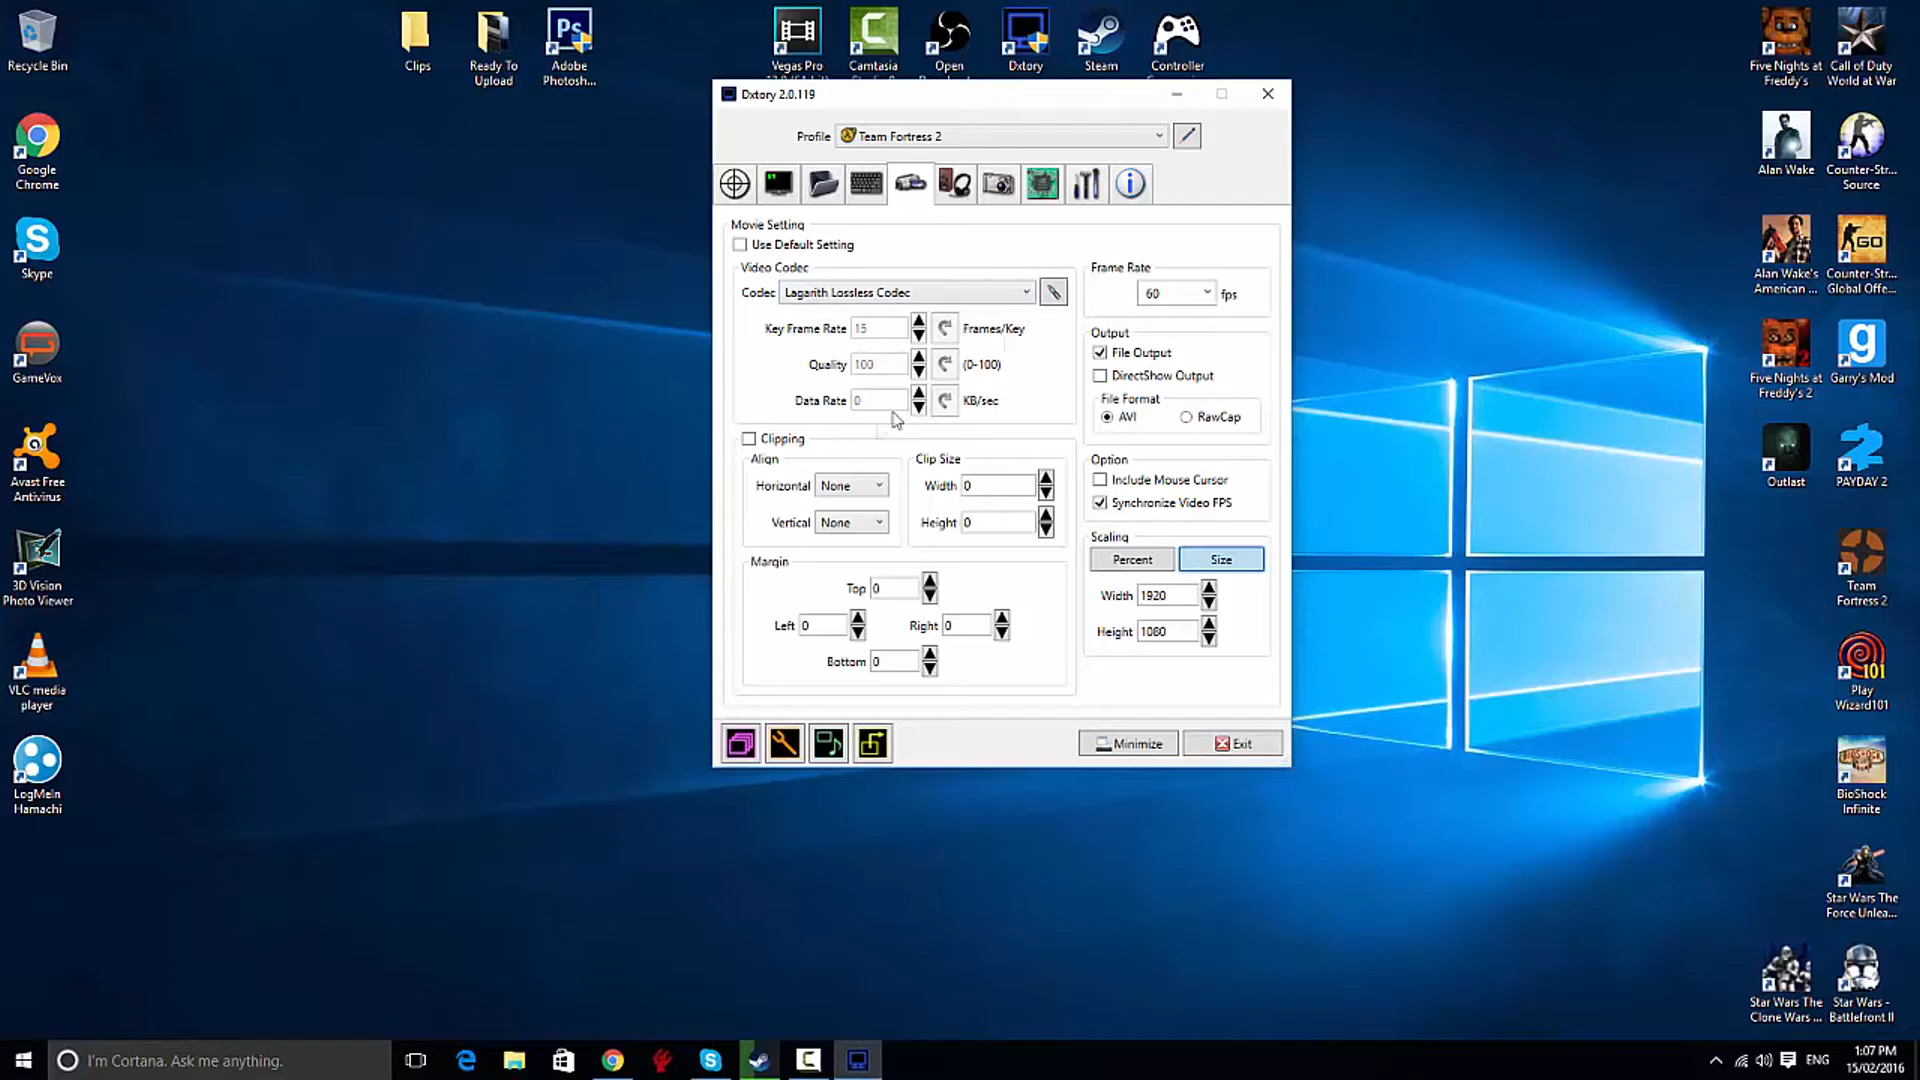 Recycle Bin
Clips
Ready To
Upload
Adobe
Photosh...
Vegas Pro
Camtasia
Open
Dxtory
Steam
Controller
Five Nights at
Freddy's
Call of Duty
World at War
Google
Chrome
Skype
GameVox
Avast Free
Antivirus
3D Vision
Photo Viewer
VLC media
player
LogMeIn
Hamachi
Dxtory 2.0.119
Profile
Team Fortress 2
Movie Setting
Use Default Setting
Video Codec
Codec
Lagarith Lossless Codec
Key Frame Rate
15
Frames/Key
Quality
100
(0-100)
Data Rate
0
KB/sec
Clipping
Align
Horizontal
None
Vertical
None
Clip Size
Width
0
Height
0
Margin
Top
0
Left
0
Right
0
Bottom
0
Frame Rate
60
fps
Output
File Output
DirectShow Output
File Format
AVI
RawCap
Option
Include Mouse Cursor
Synchronize Video FPS
Scaling
Percent
Size
Width
1920
Height
1080
Minimize
Exit
Alan Wake
Counter-Str...
Source
Alan Wake's
American ...
GO
Counter-Str...
Global Offe...
Five Nights at
Freddy's 2
Garry's Mod
Outlast
PAYDAY 2
Team
Fortress 2
101
Play
Wizard101
BioShock
Infinite
Star Wars The
Force Unlea...
Star Wars The
Clone Wars ...
Star Wars -
Battlefront II
I'm Cortana. Ask me anything.
ENG
1:07 PM
15/02/2016